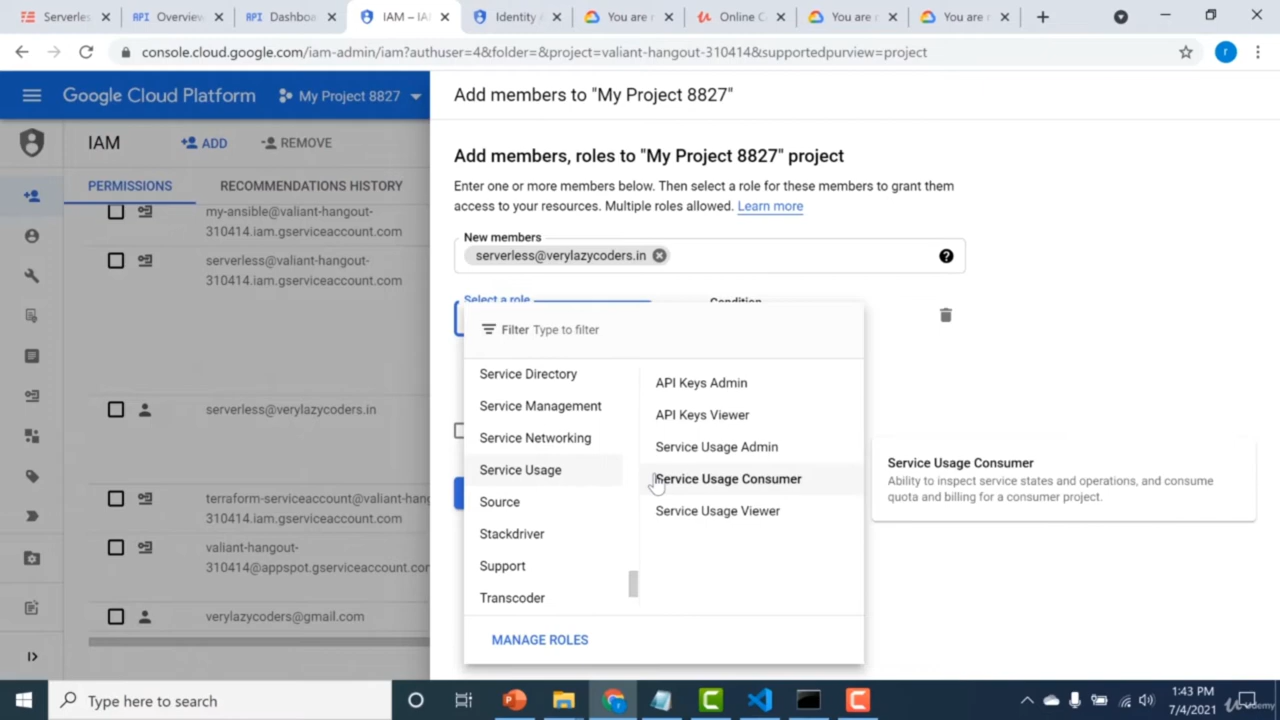 Serverles
API Overview
API Dashboa
IAM – IA
Identity A
You are r
Online C
You are r
You are r
console.cloud.google.com/iam-admin/iam?authuser=4&folder=&project=valiant-hangout-310414&supportedpurview=project
r
Google Cloud Platform
My Project 8827
Add members to "My Project 8827"
IAM
ADD
REMOVE
PERMISSIONS
RECOMMENDATIONS HISTORY
my-ansible@valiant-hangout-
310414.iam.gserviceaccount.com
serverless@valiant-hangout-
310414.iam.gserviceaccount.com
serverless@verylazycoders.in
terraform-serviceaccount@valiant-hang
310414.iam.gserviceaccount.com
valiant-hangout-
310414@appspot.gserviceaccount.cor
verylazycoders@gmail.com
Add members, roles to "My Project 8827" project
Enter one or more members below. Then select a role for these members to grant them
access to your resources. Multiple roles allowed. Learn more
New members
serverless@verylazycoders.in
Select a role
Condition
Filter Type to filter
Service Directory
Service Management
Service Networking
Service Usage
Source
Stackdriver
Support
Transcoder
API Keys Admin
API Keys Viewer
Service Usage Admin
Service Usage Consumer
Service Usage Viewer
MANAGE ROLES
Service Usage Consumer
Ability to inspect service states and operations, and consume
quota and billing for a consumer project.
Type here to search
1:43 PM
7/4/2021
Udemy